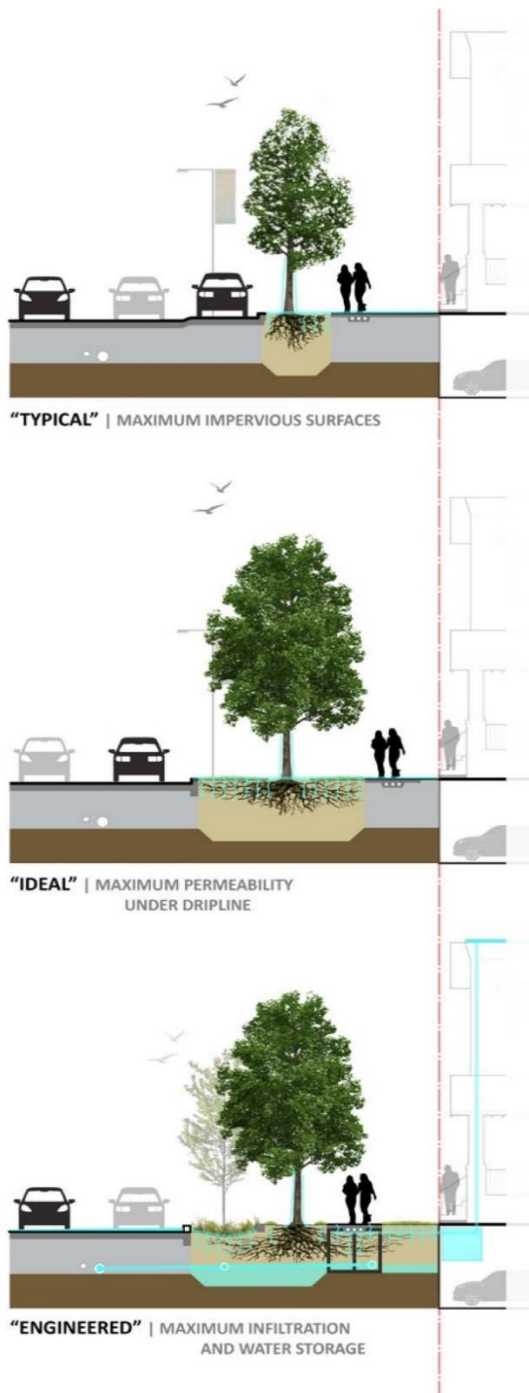 “TYPICAL” | MAXIMUM IMPERVIOUS SURFACES
“IDEAL” | MAXIMUM PERMEABILITY
UNDER DRIPLINE
“ENGINEERED” | MAXIMUM INFILTRATION
AND WATER STORAGE